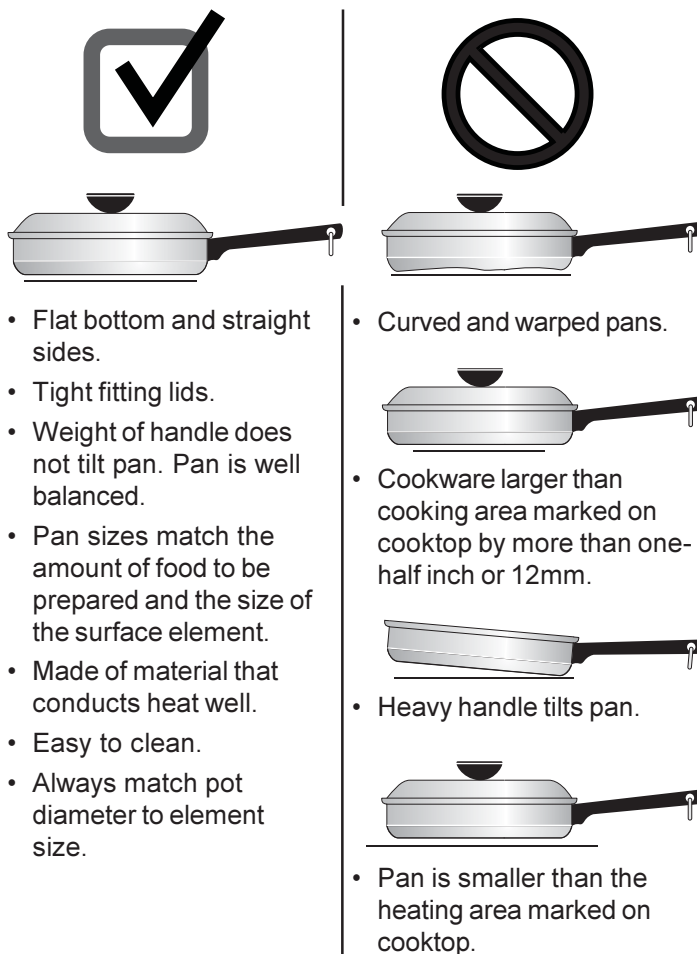 • Flat bottom and straight
sides.
• Tight fitting lids.
• Weight of handle does
not tilt pan. Pan is well
balanced.
• Pan sizes match the
amount of food to be
prepared and the size of
the surface element.
• Made of material that
conducts heat well.
• Easy to clean.
• Always match pot
diameter to element
size.
• Curved and warped pans.
• Cookware larger than
cooking area marked on
cooktop by more than one-
half inch or 12mm.
• Heavy handle tilts pan.
• Pan is smaller than the
heating area marked on
cooktop.